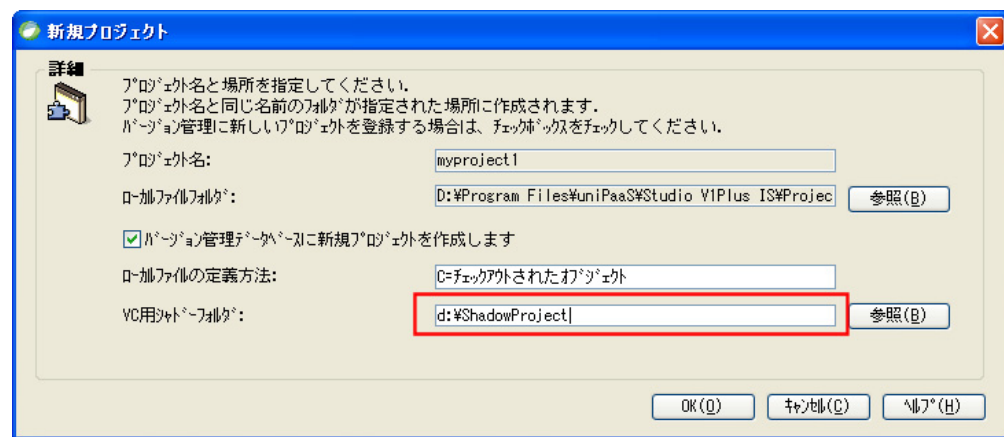 新規プロジェクト
詳細
ﾌﾟﾛｼﾞｪｸﾄ名と場所を指定してください.
ﾌﾟﾛｼﾞｪｸﾄ名と同じ名前のﾌｫﾙﾀﾞが指定された場所に作成されます.
ﾊﾞｰｼﾞｮﾝ管理に新しいﾌﾟﾛｼﾞｪｸﾄを登録する場合は、ﾁｪｯｸﾎﾞｯｸｽをﾁｪｯｸしてください.
ﾌﾟﾛｼﾞｪｸﾄ名: myproject1
ﾛｰｶﾙﾌｧｲﾙﾌｫﾙﾀﾞ: D:¥Program Files¥uniPaaS¥Studio V1Plus IS¥Projec 参照(B)
ﾊﾞｰｼﾞｮﾝ管理ﾃﾞｰﾀﾍﾞｰｽに新規ﾌﾟﾛｼﾞｪｸﾄを作成します
ﾛｰｶﾙﾌｧｲﾙの定義方法: C=ﾁｪｯｸｱｳﾄされたｵﾌﾞｼﾞｪｸﾄ
VC用ｼｬﾄﾞｰﾌｫﾙﾀﾞ: d:¥ShadowProject 参照(B)
OK(O) ｷｬﾝｾﾙ(C) ﾍﾙﾌﾟ(H)